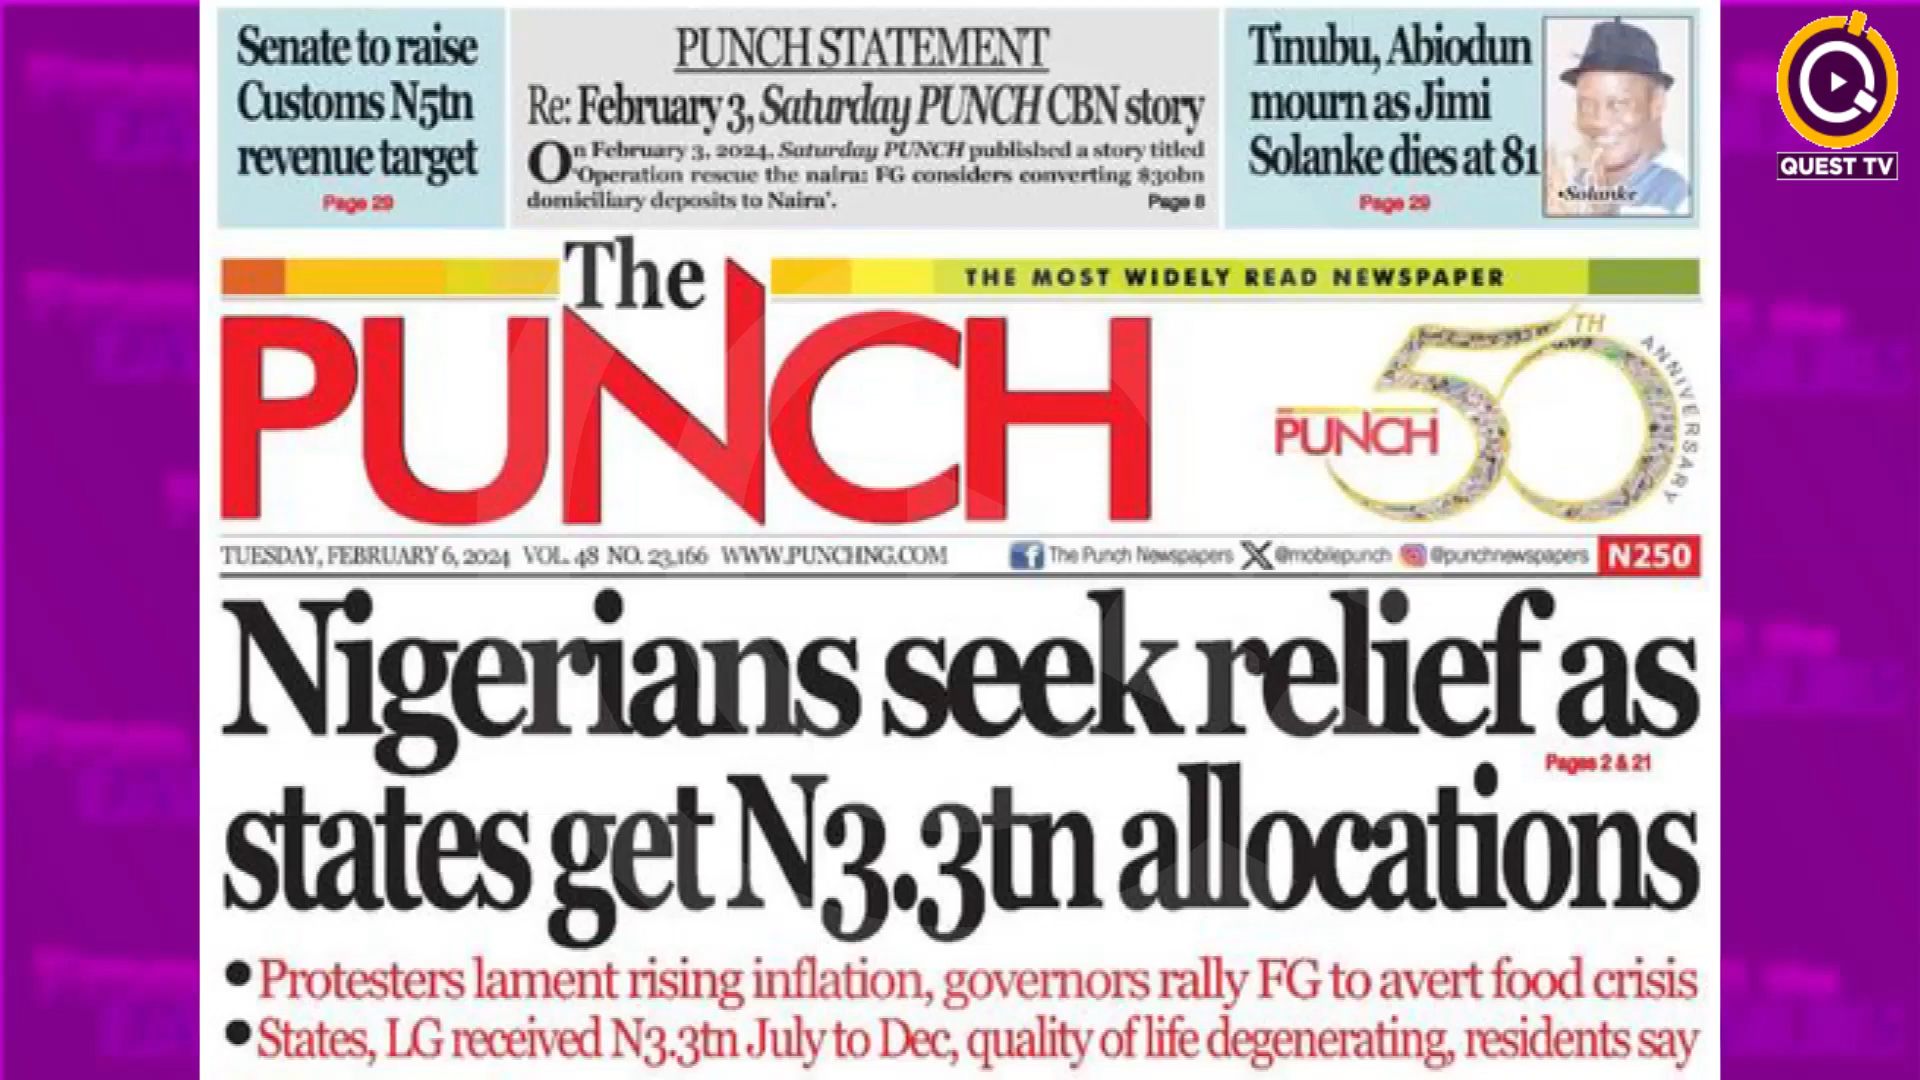 Senate to raise
Customs N5tn
revenue target
Page 29
PUNCH STATEMENT
Re: February 3, Saturday PUNCH CBN story
On February 3, 2024, Saturday PUNCH published a story titled
'Operation rescue the naira: FG considers converting $30bn
domiciliary deposits to Naira'.
Page 8
Tinubu, Abiodun
mourn as Jimi
Solanke dies at 81
Page 29
•Solanke
QUEST TV
The
PUNCH
THE MOST WIDELY READ NEWSPAPER
PUNCH
50TH
ANNIVERSARY
TUESDAY, FEBRUARY 6, 2024 VOL. 48 NO. 23,166 WWW.PUNCHNG.COM
The Punch Newspapers @mobilepunch @punchnewspapers N250
Nigerians seek relief as
Pages 2 & 21
states get N3.3tn allocations
•Protesters lament rising inflation, governors rally FG to avert food crisis
•States, LG received N3.3tn July to Dec, quality of life degenerating, residents say